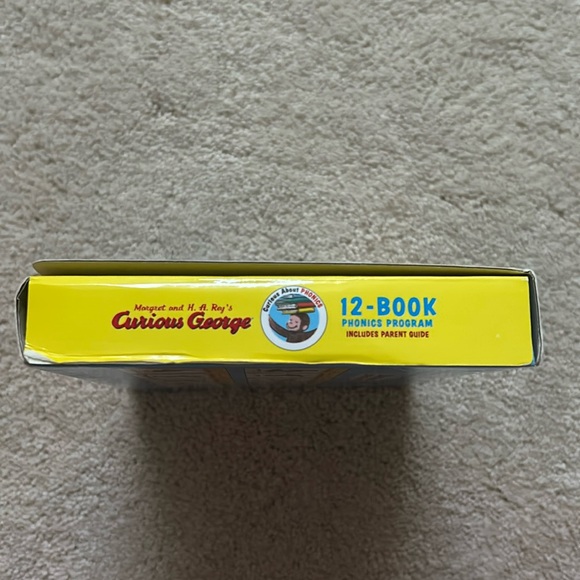 Margret and H. A. Rey's
Curious George
Curious About PHONICS
12-BOOK
PHONICS PROGRAM
INCLUDES PARENT GUIDE